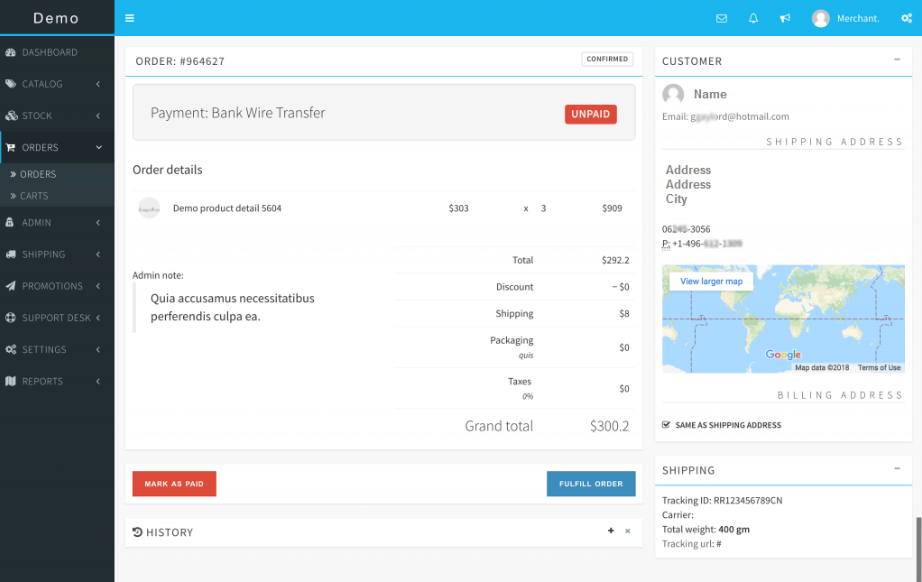 Demo
Merchant.
DASHBOARD
CATALOG
STOCK
ORDERS
ORDERS
CARTS
ADMIN
SHIPPING
PROMOTIONS
SUPPORT DESK
SETTINGS
REPORTS
ORDER: #964627
CONFIRMED
Payment: Bank Wire Transfer
UNPAID
Order details
Demo product detail 5604 $303 x 3 $909
Total $292.2
Admin note:
Quia accusamus necessitatibus
perferendis culpa ea.
Discount − $0
Shipping $8
Packaging $0
quis
Taxes $0
0%
Grand total $300.2
MARK AS PAID
FULFILL ORDER
HISTORY
CUSTOMER
Name
Email: @hotmail.com
SHIPPING ADDRESS
Address
Address
City
-3056
P: +1-496-
View larger map
Google
Map data ©2018 Terms of Use
BILLING ADDRESS
SAME AS SHIPPING ADDRESS
SHIPPING
Tracking ID: RR123456789CN
Carrier:
Total weight: 400 gm
Tracking url: #